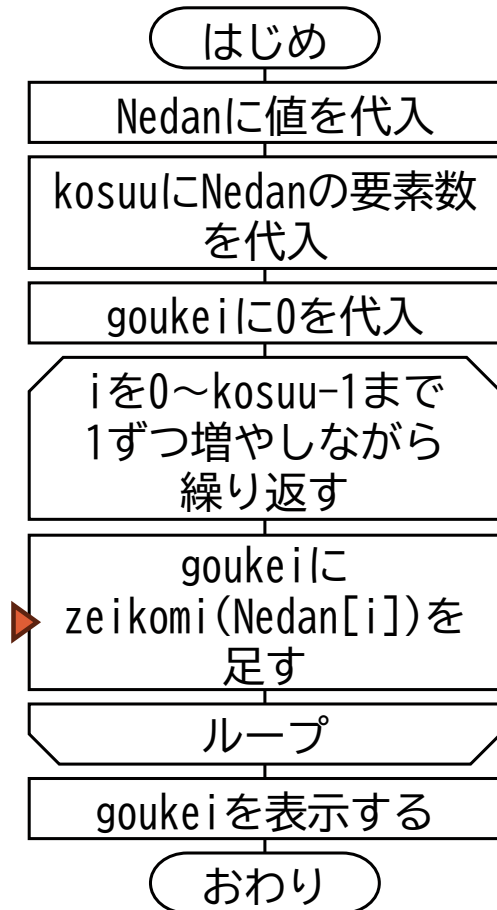 はじめ
Nedanに値を代入
kosuuにNedanの要素数
を代入
goukeiに0を代入
iを0～kosuu-1まで
1ずつ増やしながら
繰り返す
goukeiに
zeikomi(Nedan[i])を
足す
ループ
goukeiを表示する
おわり